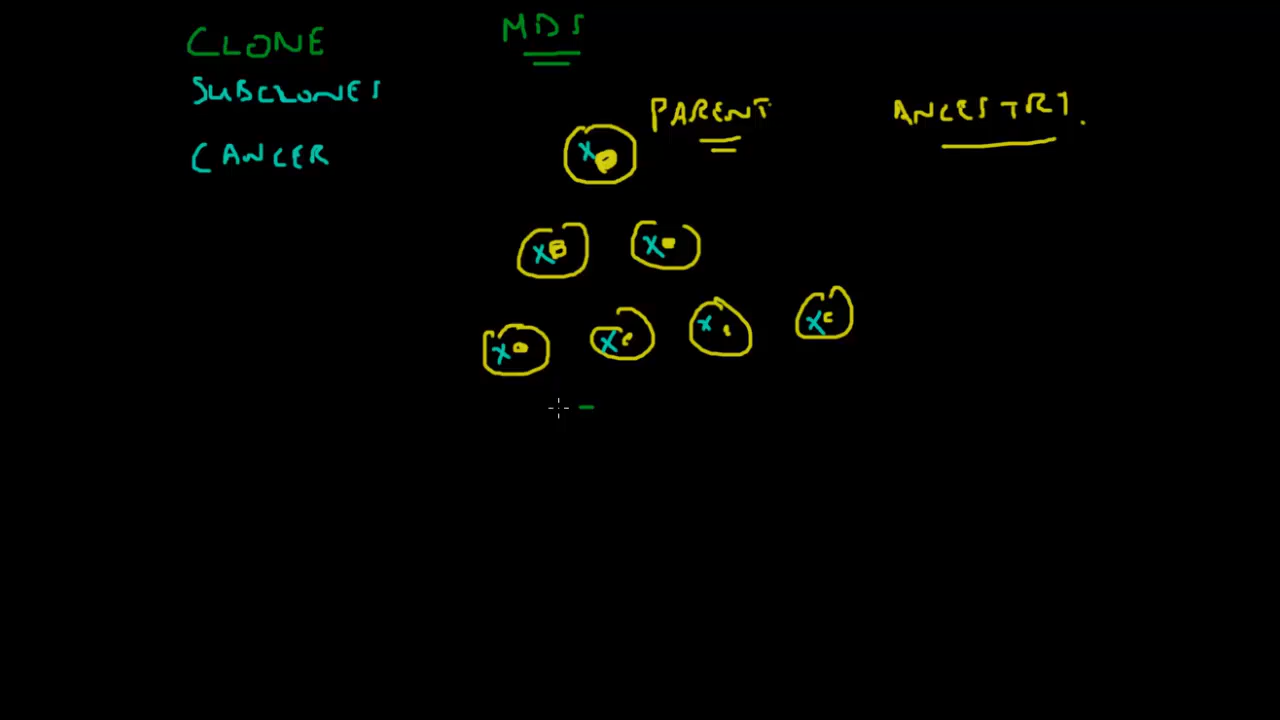 CLONE
MDS
SUBCLONES
CANCER
PARENT
ANCESTRY.
x
x
x
x
x
x
x